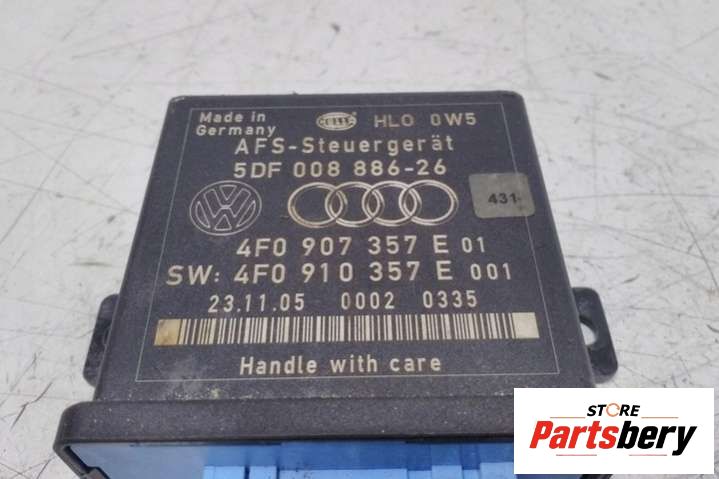 Made in
Germany
HELLA
HLO 0W5
AFS-Steuergerät
5DF 008 886-26
431
4F0 907 357 E 01
SW: 4F0 910 357 E 001
23.11.05 0002 0335
Handle with care
STORE
Partsbery